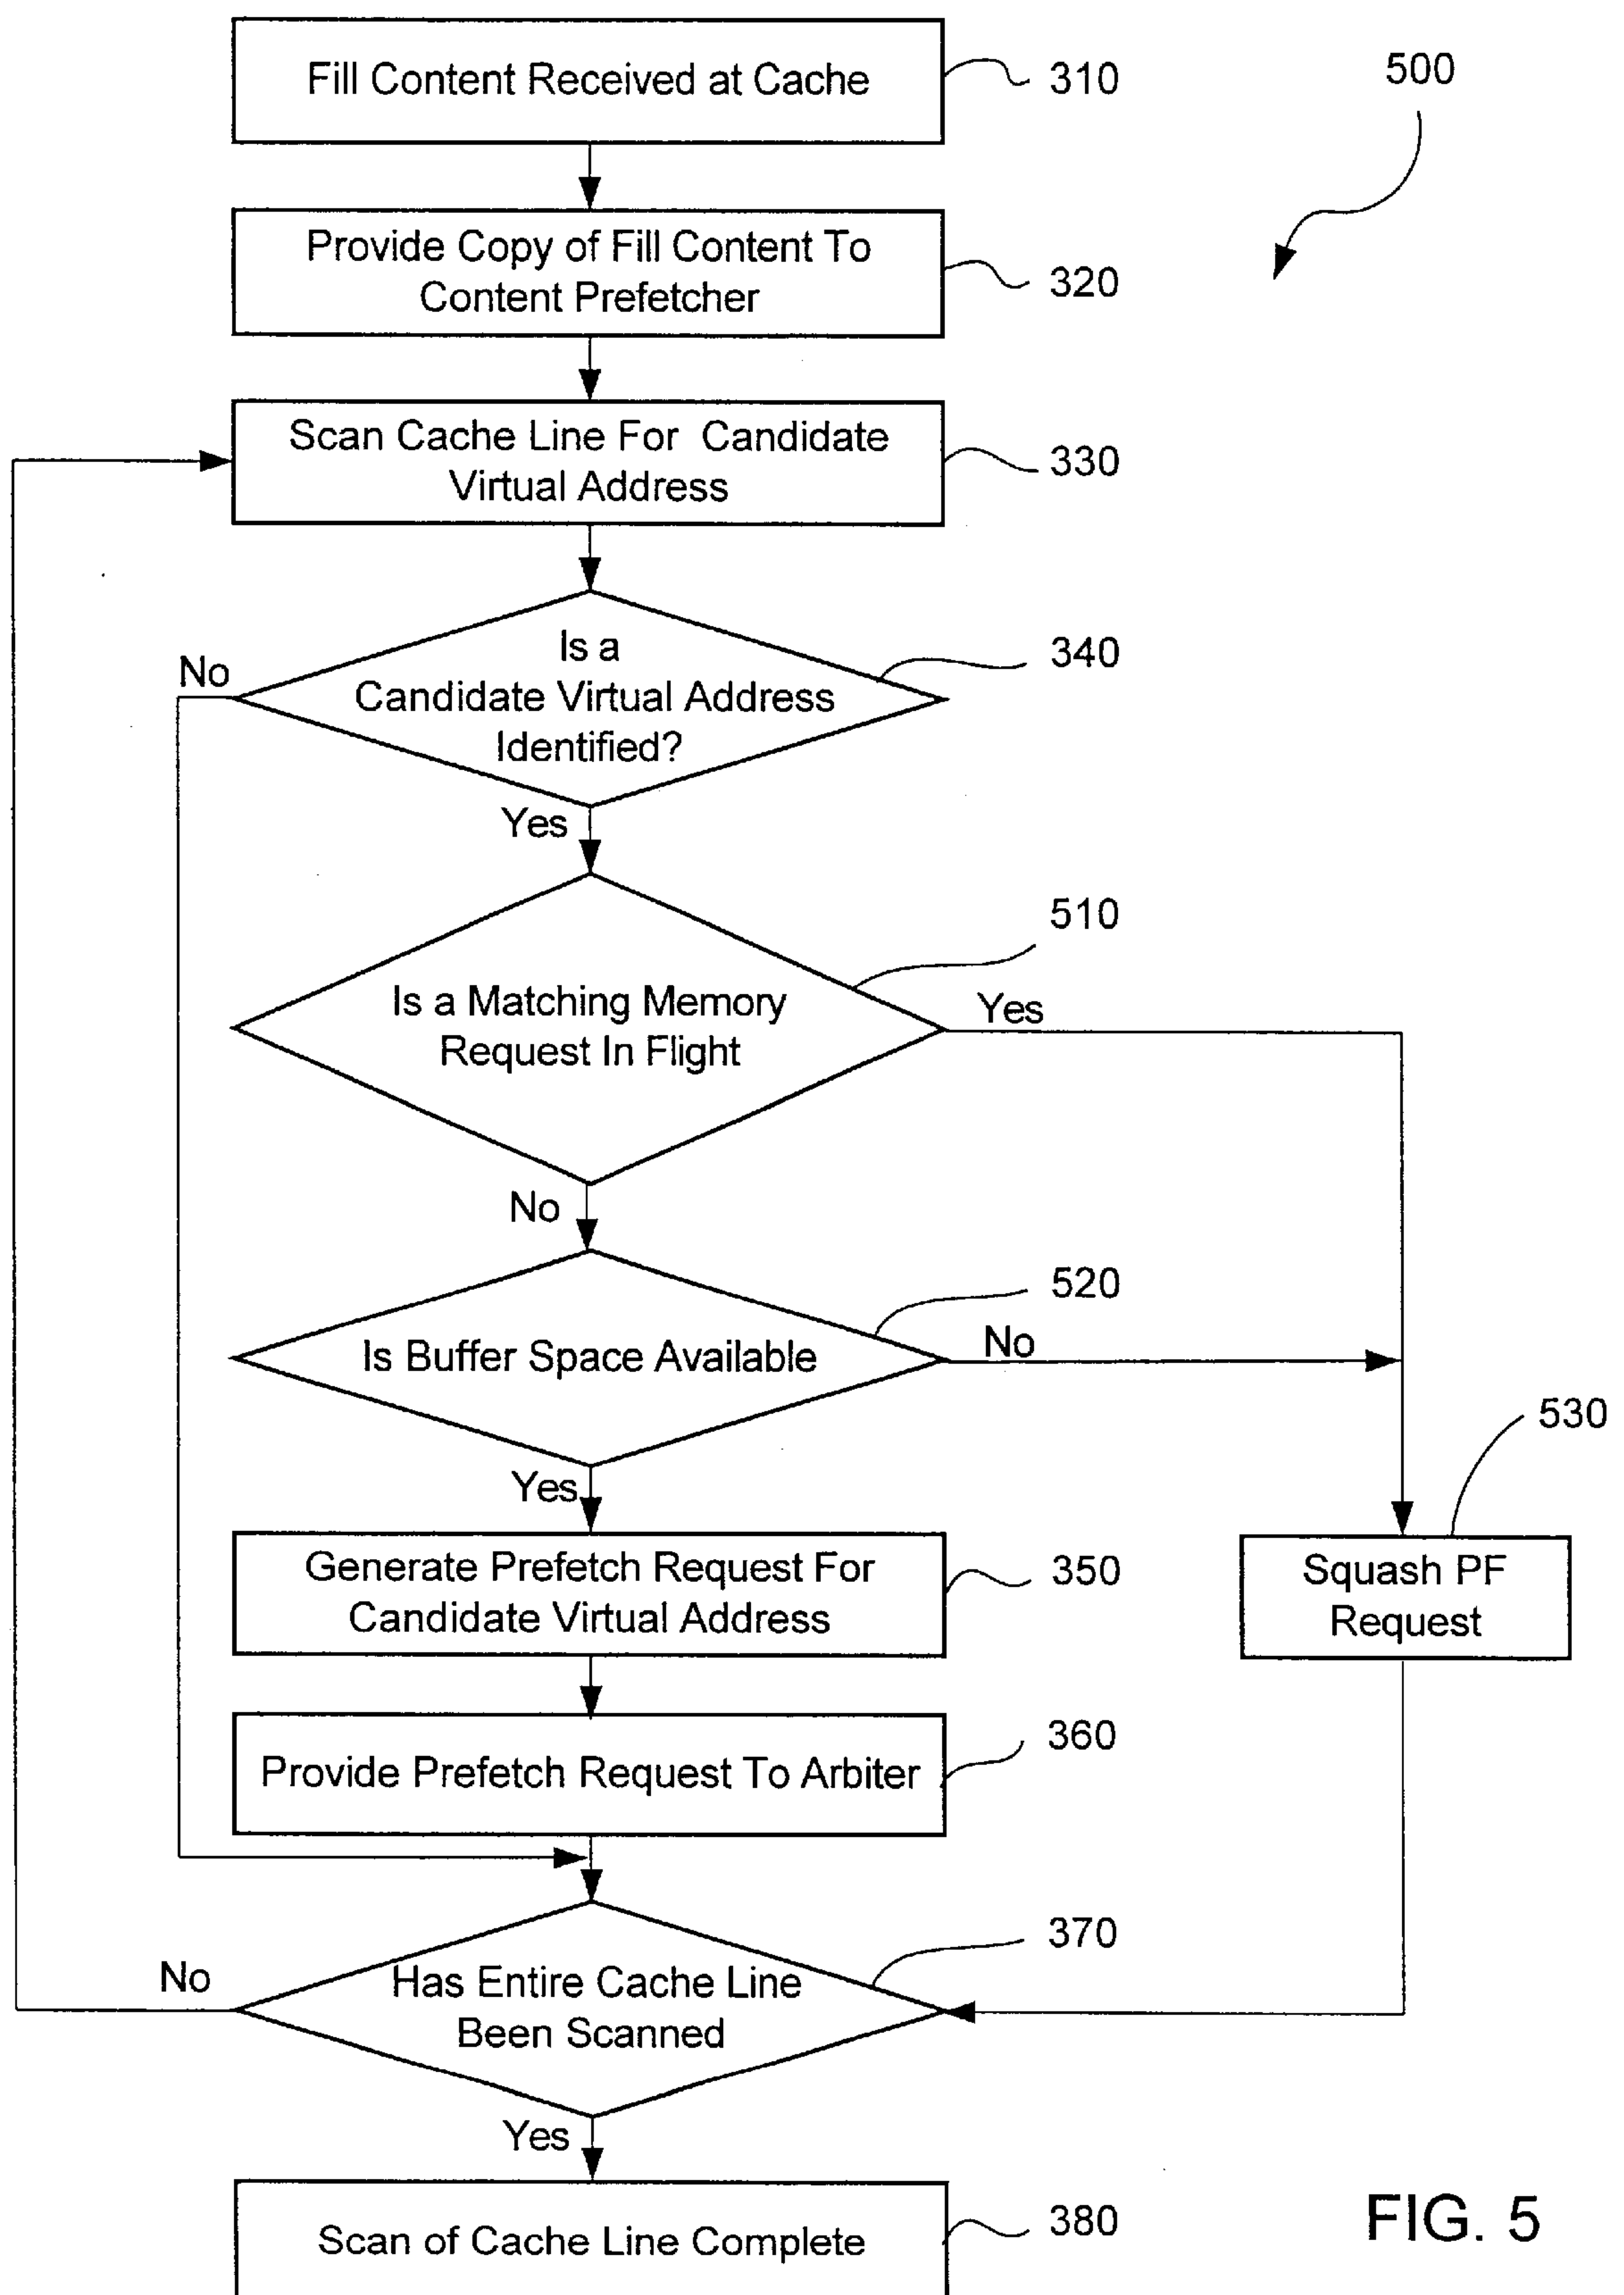 Fill Content Received at Cache
310
500
Provide Copy of Fill Content To
Content Prefetcher
320
Scan Cache Line For Candidate
Virtual Address
330
Is a
Candidate Virtual Address
Identified?
340
No
Yes
510
Is a Matching Memory
Request In Flight
Yes
No
520
Is Buffer Space Available
No
530
Yes
Generate Prefetch Request For
Candidate Virtual Address
350
Squash PF
Request
360
Provide Prefetch Request To Arbiter
370
Has Entire Cache Line
Been Scanned
No
Yes
Scan of Cache Line Complete
380
FIG. 5